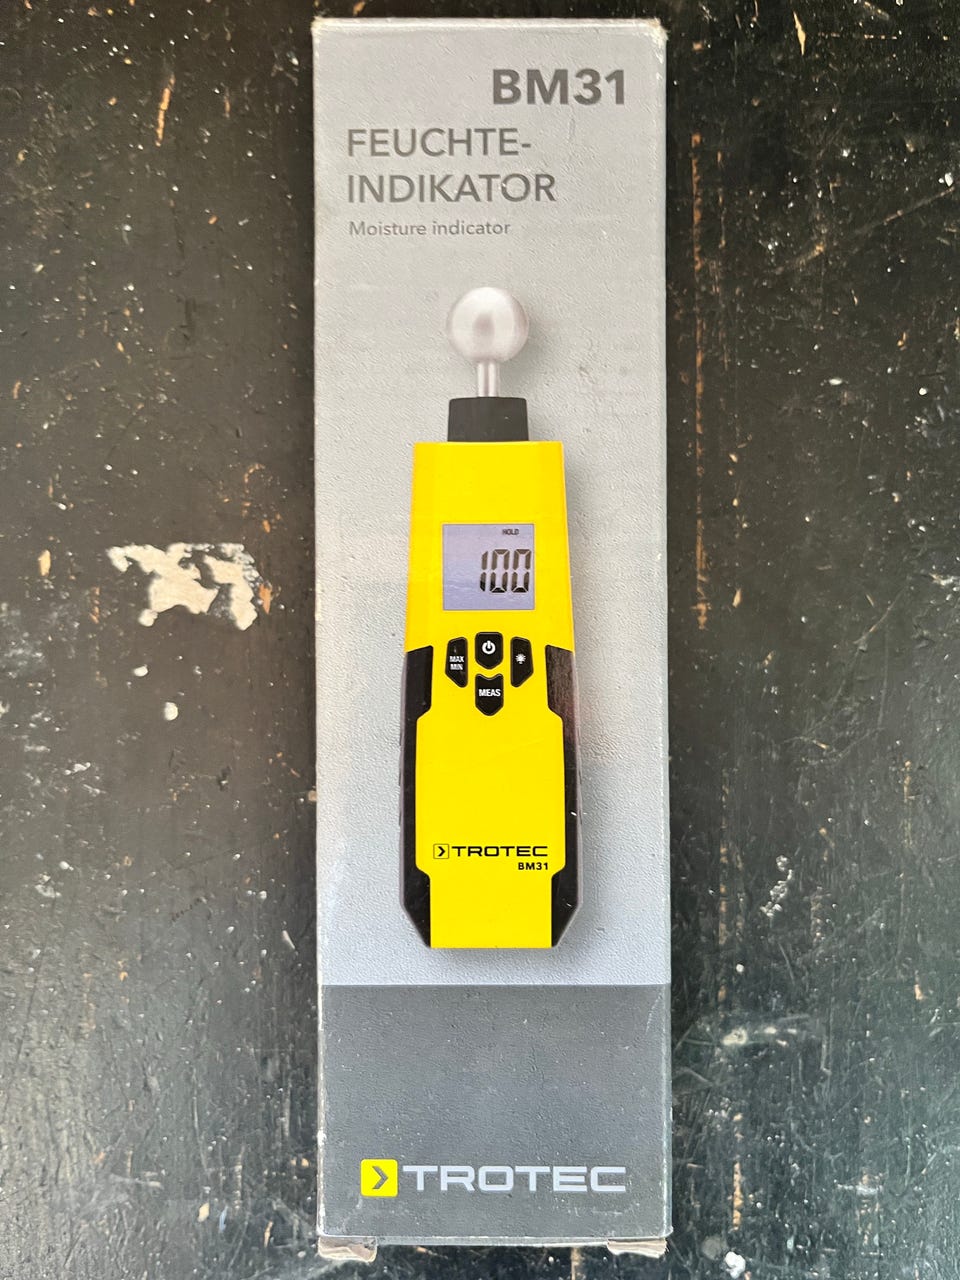 BM31
FEUCHTE-
INDIKATOR
Moisture indicator
HOLD
100
MAX
MIN
MEAS
TROTEC
BM31
TROTEC